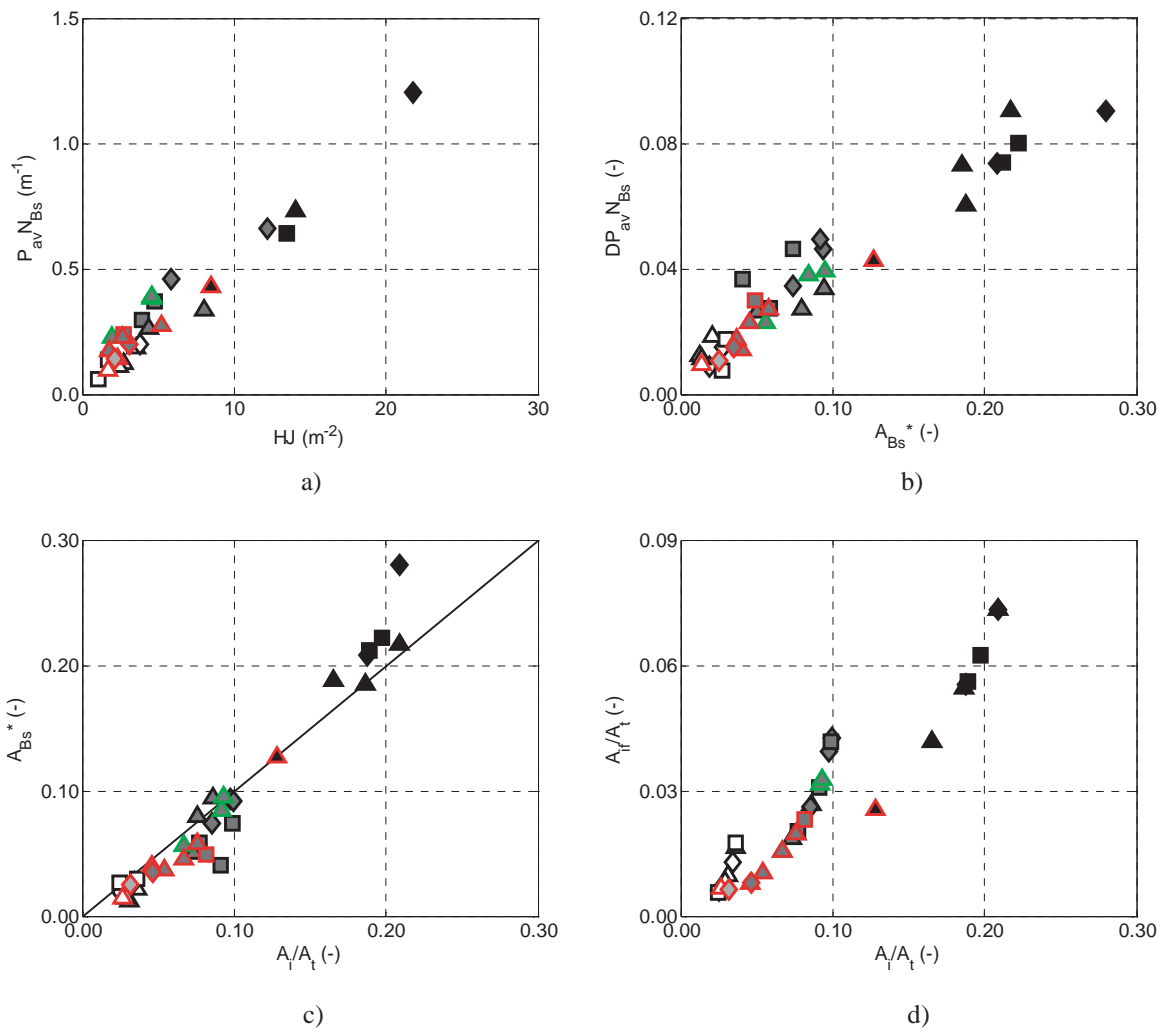 1.5
1.0
0.5
0.0
0
10
20
30
P_av N_Bs (m^-1)
HJ (m^-2)
a)
0.12
0.08
0.04
0.00
0.00
0.10
0.20
0.30
DP_av N_Bs (-)
A_Bs* (-)
b)
0.30
0.20
0.10
0.00
0.00
0.10
0.20
0.30
A_Bs* (-)
A_i/A_t (-)
c)
0.09
0.06
0.03
0.00
0.00
0.10
0.20
0.30
A_if/A_t (-)
A_i/A_t (-)
d)